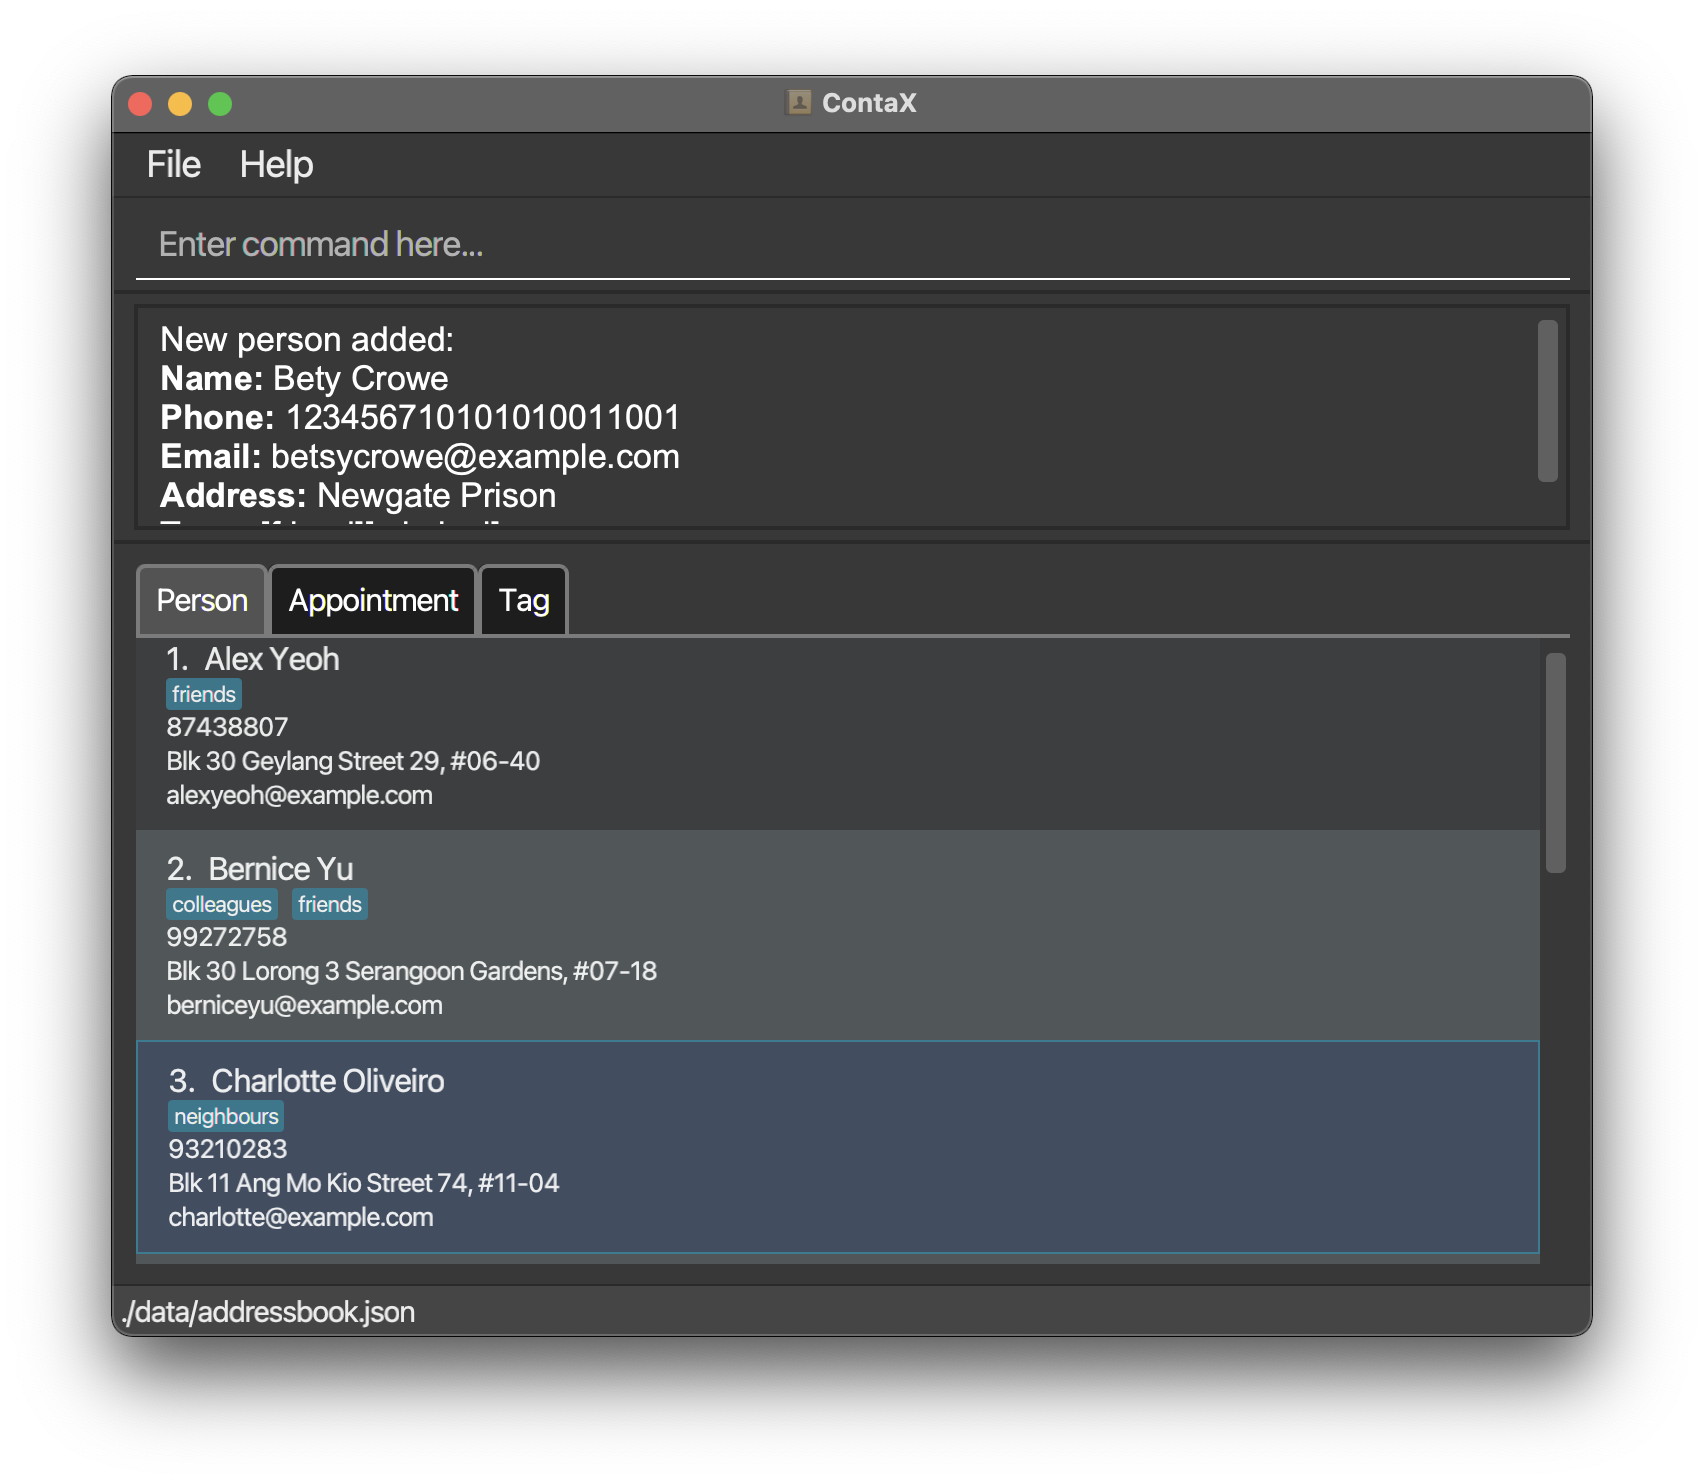 ContaX
File Help
Enter command here...
New person added:
Name: Bety Crowe
Phone: 123456710101010011001
Email: betsycrowe@example.com
Address: Newgate Prison
Person Appointment Tag
1. Alex Yeoh
friends
87438807
Blk 30 Geylang Street 29, #06-40
alexyeoh@example.com
2. Bernice Yu
colleagues friends
99272758
Blk 30 Lorong 3 Serangoon Gardens, #07-18
berniceyu@example.com
3. Charlotte Oliveiro
neighbours
93210283
Blk 11 Ang Mo Kio Street 74, #11-04
charlotte@example.com
./data/addressbook.json